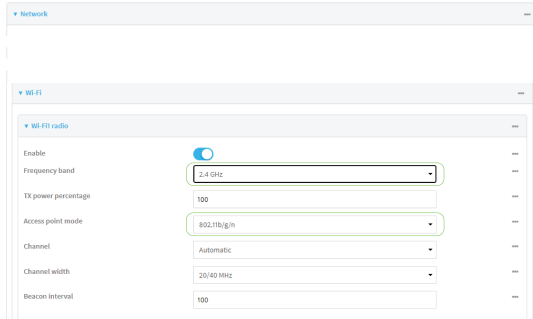 Network
Wi-Fi
Wi-Fi1 radio
Enable
Frequency band 2.4 GHz
TX power percentage 100
Access point mode 802.11b/g/n
Channel Automatic
Channel width 20/40 MHz
Beacon interval 100